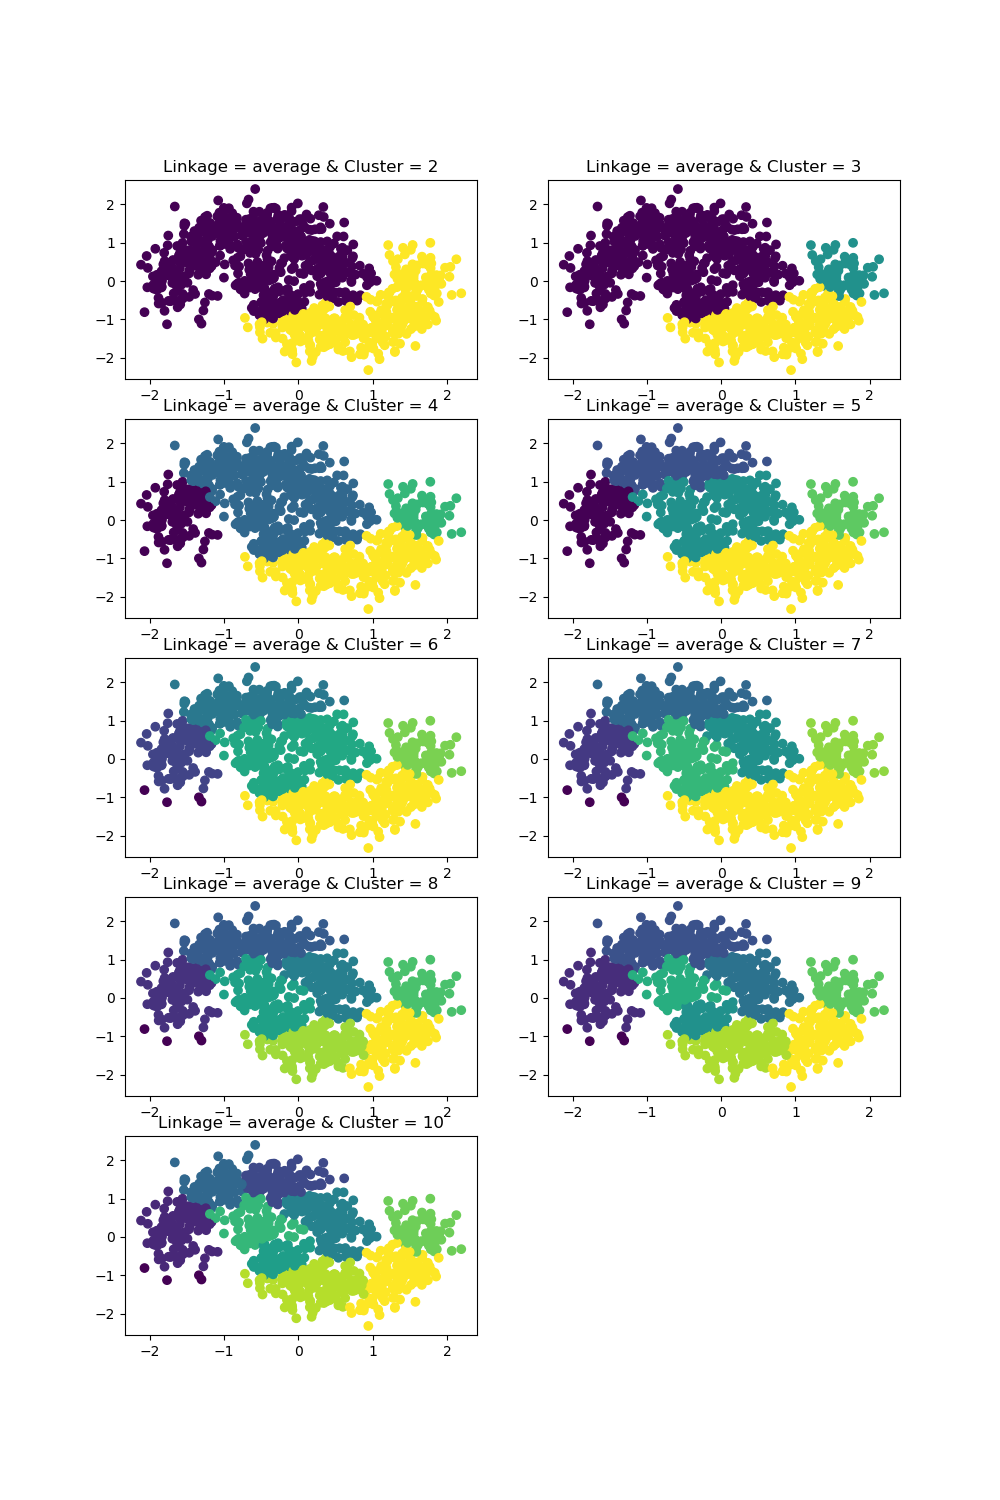 Linkage = average & Cluster = 2
2
1
0
−1
−2
−2 −1 0 1 2
Linkage = average & Cluster = 3
2
1
0
−1
−2
−2 −1 0 1 2
Linkage = average & Cluster = 4
2
1
0
−1
−2
−2 −1 0 1 2
Linkage = average & Cluster = 5
2
1
0
−1
−2
−2 −1 0 1 2
Linkage = average & Cluster = 6
2
1
0
−1
−2
−2 −1 0 1 2
Linkage = average & Cluster = 7
2
1
0
−1
−2
−2 −1 0 1 2
Linkage = average & Cluster = 8
2
1
0
−1
−2
−2 −1 0 1 2
Linkage = average & Cluster = 9
2
1
0
−1
−2
−2 −1 0 1 2
Linkage = average & Cluster = 10
2
1
0
−1
−2
−2 −1 0 1 2